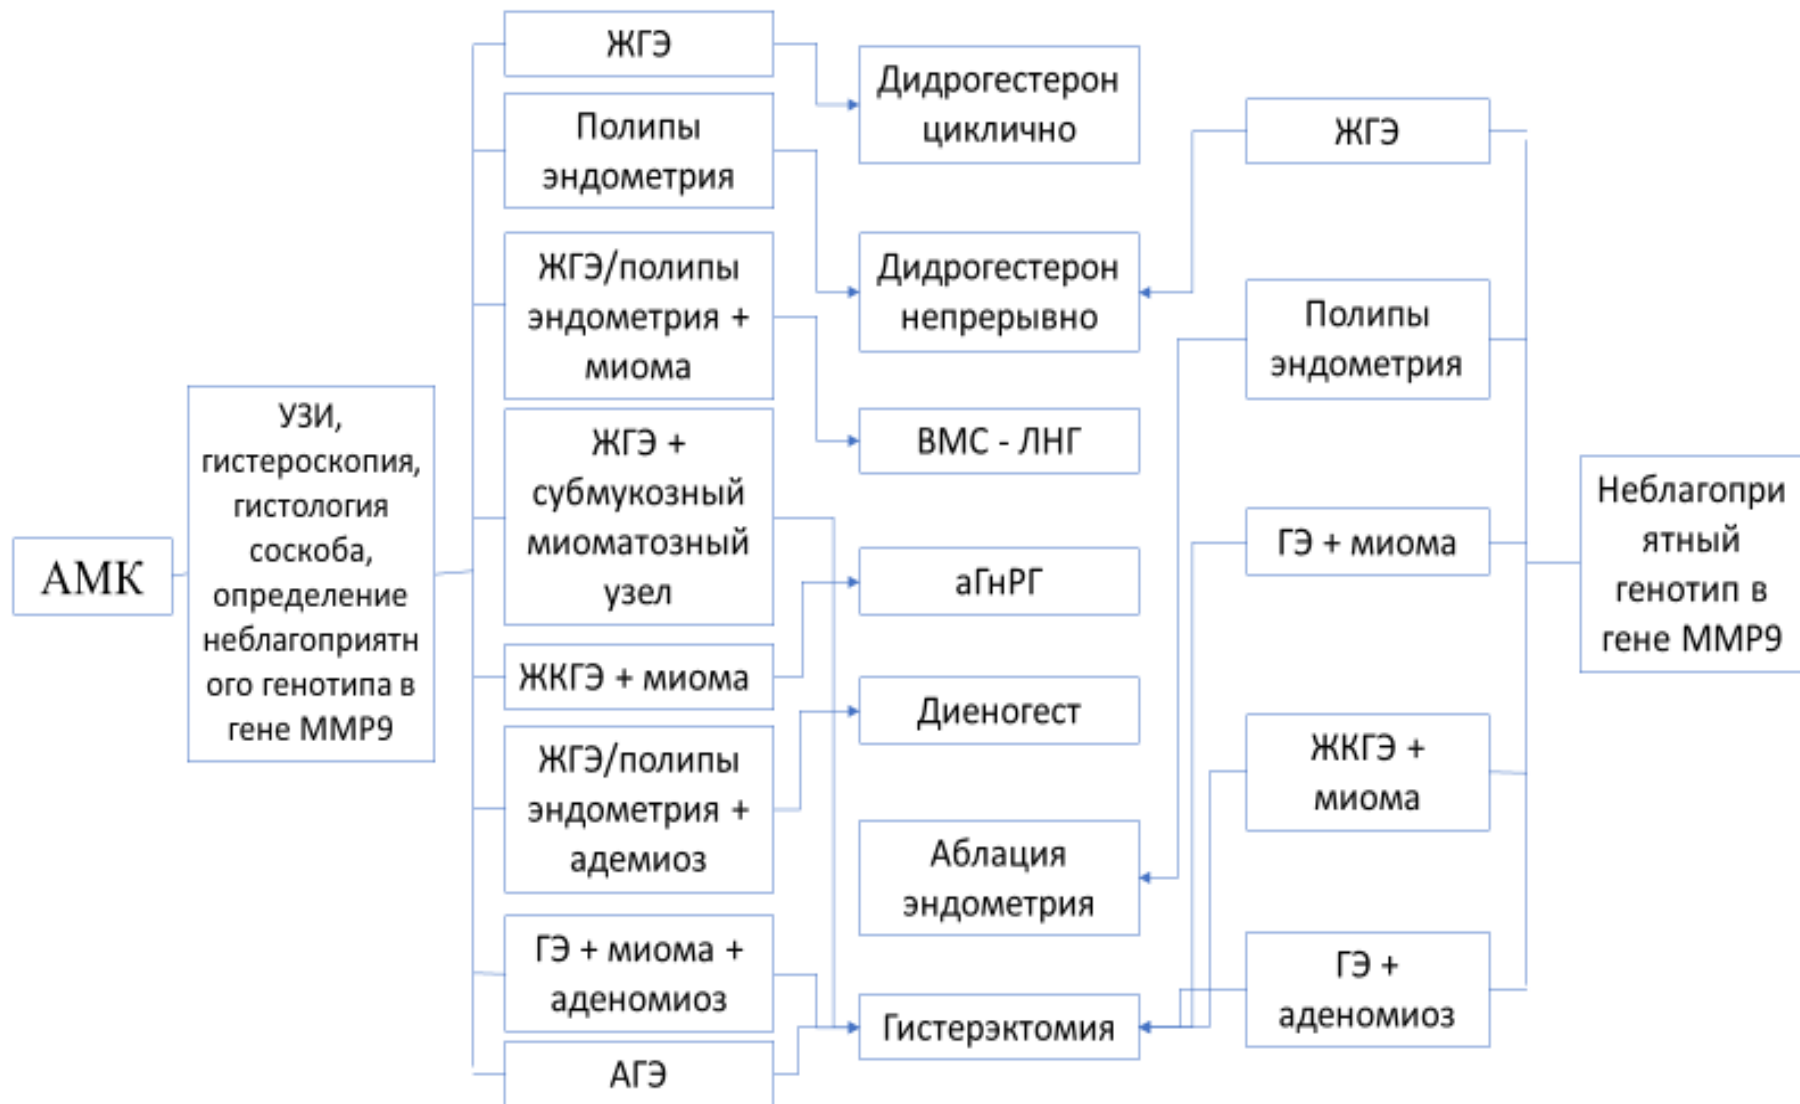 АМК
УЗИ,
гистероскопия,
гистология
соскоба,
определение
неблагоприятн
ого генотипа в
гене ММР9
ЖГЭ
Полипы
эндометрия
ЖГЭ/полипы
эндометрия +
миома
ЖГЭ +
субмукозный
миоматозный
узел
ЖКГЭ + миома
ЖГЭ/полипы
эндометрия +
адемиоз
ГЭ + миома +
аденомиоз
АГЭ
Дидрогестерон
циклично
Дидрогестерон
непрерывно
ВМС - ЛНГ
аГнРГ
Диеногест
Аблация
эндометрия
Гистерэктомия
ЖГЭ
Полипы
эндометрия
ГЭ + миома
ЖКГЭ +
миома
ГЭ +
аденомиоз
Неблагопри
ятный
генотип в
гене ММР9